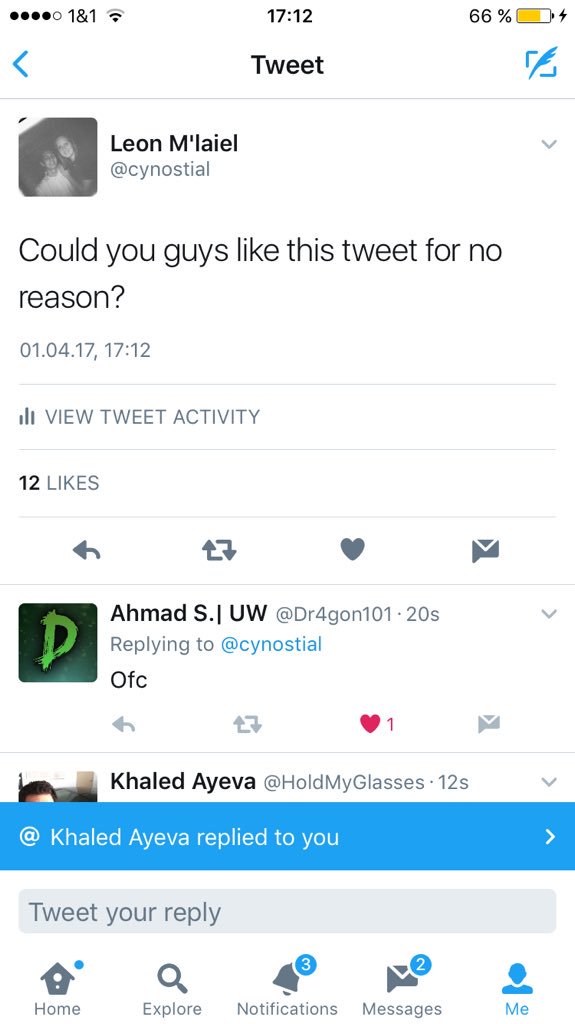 1&1 17:12 66 %
Tweet
Leon M'laiel
@cynostial
Could you guys like this tweet for no
reason?
01.04.17, 17:12
VIEW TWEET ACTIVITY
12 LIKES
Ahmad S.| UW @Dr4gon101 · 20s
Replying to @cynostial
Ofc
1
Khaled Ayeva @HoldMyGlasses · 12s
@ Khaled Ayeva replied to you
Tweet your reply
3 2
Home Explore Notifications Messages Me